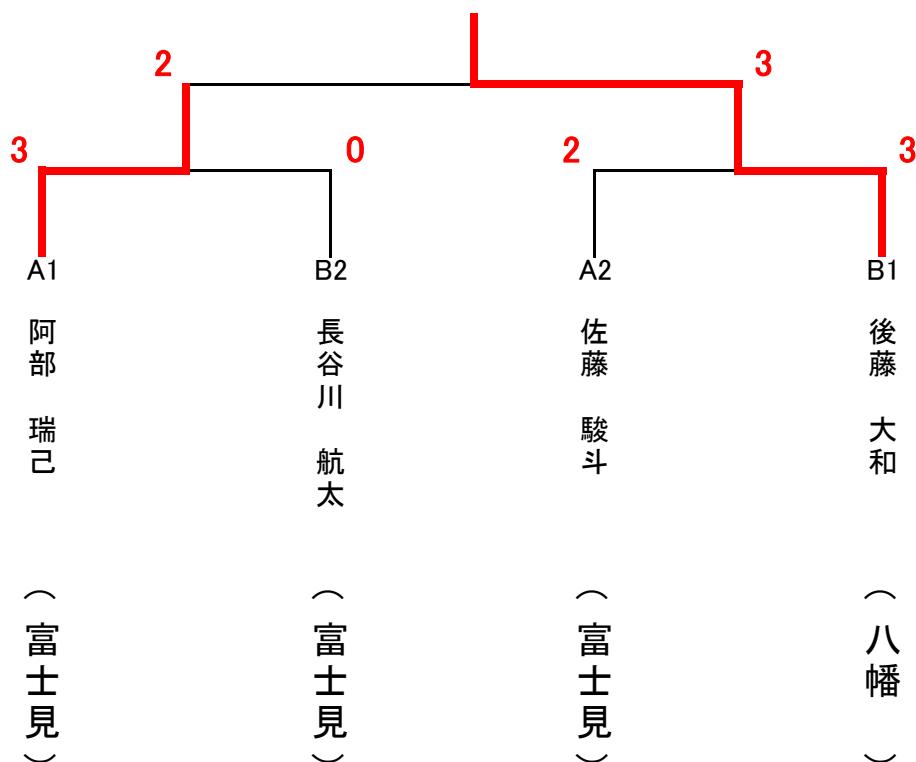 2
3
3
0
2
3
A1
B2
A2
B1
阿部 瑞己
長谷川 航太
佐藤 駿斗
後藤 大和
（富士見）
（富士見）
（富士見）
（八幡）